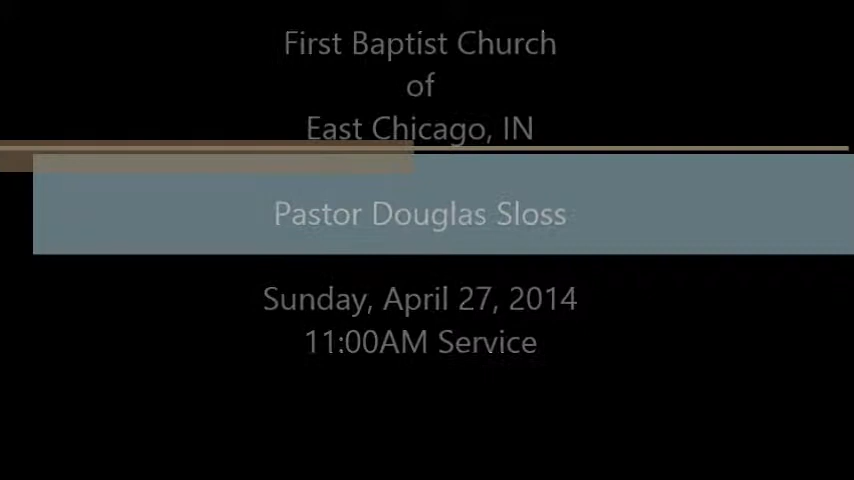 First Baptist Church
of
East Chicago, IN
Pastor Douglas Sloss
Sunday, April 27, 2014
11:00AM Service